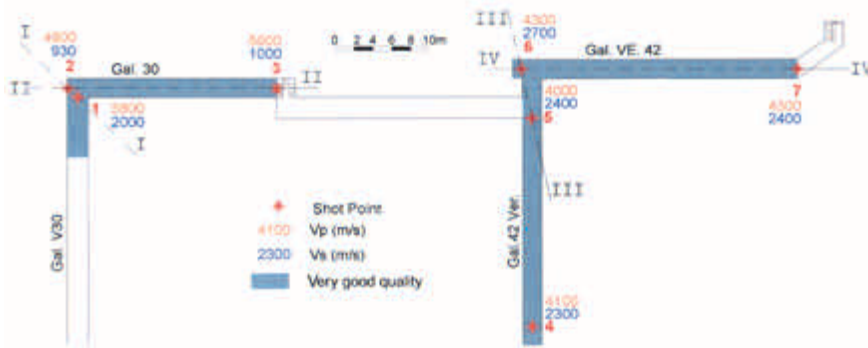 I
4800
930
2
Gal. 30
5000
1000
3
II
II
1
5800
2000
I
0 2 4 6 8 10m
III
4300
2700
6
IV
Gal. VE. 42
IV
7
4300
2400
4000
2400
5
III
Gal. V30
Gal.42 Ver.
Shot Point
4100 Vp (m/s)
2300 Vs (m/s)
Very good quality
4100
2300
4